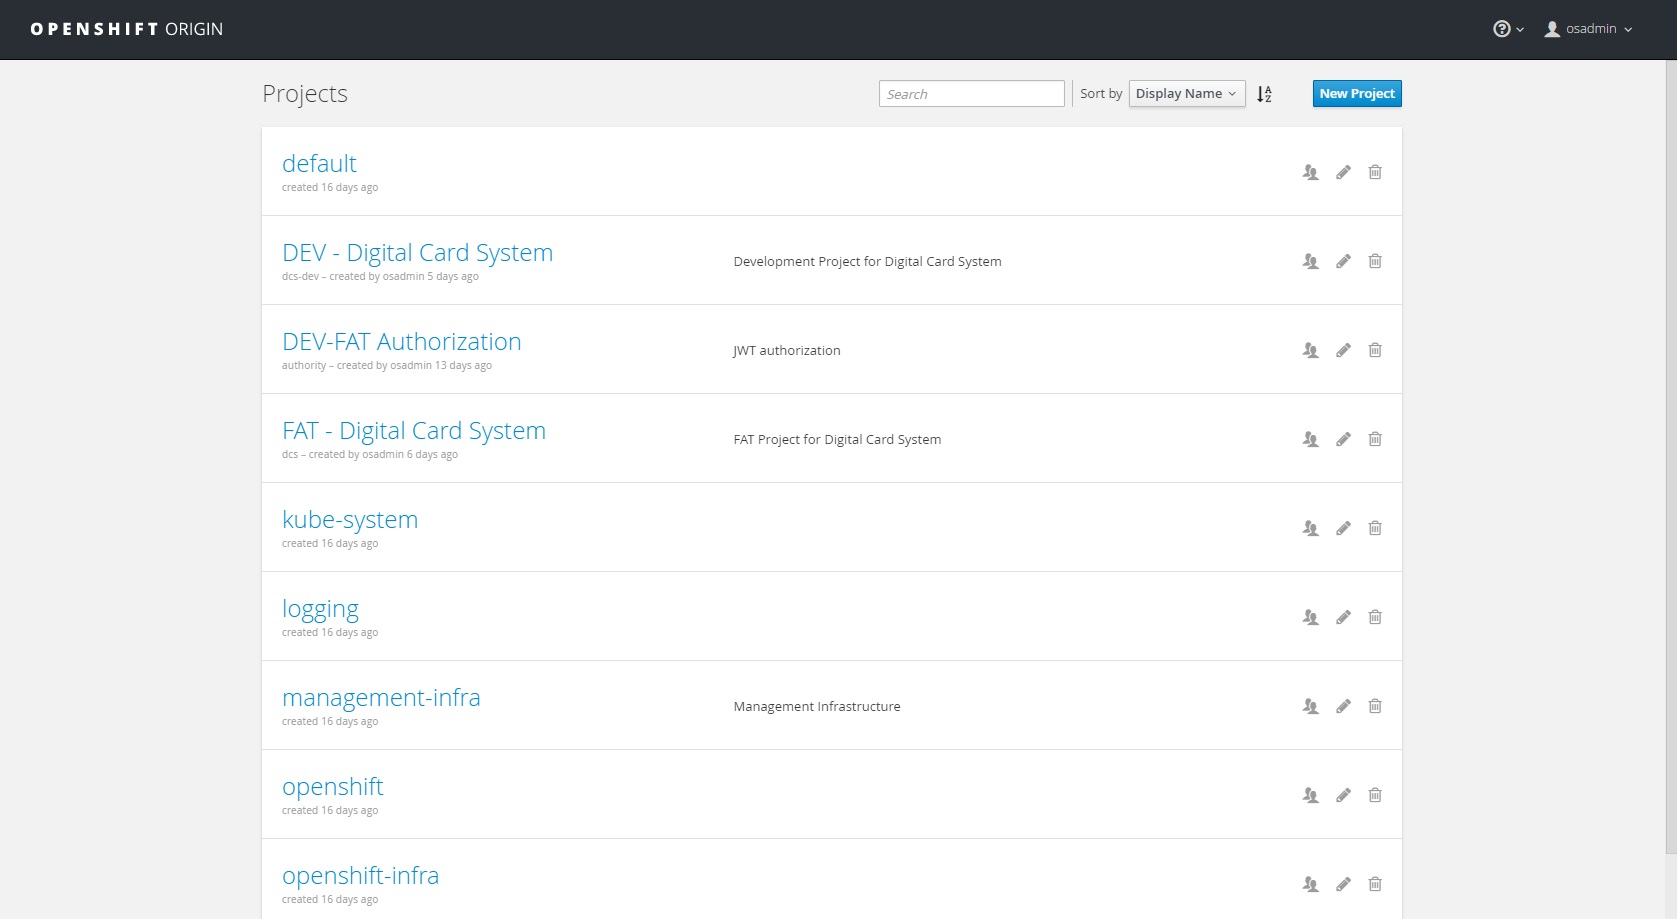 OPENSHIFT ORIGIN
osadmin
Projects
Search
Sort by
Display Name
New Project
default
created 16 days ago
DEV - Digital Card System
dcs-dev – created by osadmin 5 days ago
Development Project for Digital Card System
DEV-FAT Authorization
authority – created by osadmin 13 days ago
JWT authorization
FAT - Digital Card System
dcs – created by osadmin 6 days ago
FAT Project for Digital Card System
kube-system
created 16 days ago
logging
created 16 days ago
management-infra
created 16 days ago
Management Infrastructure
openshift
created 16 days ago
openshift-infra
created 16 days ago